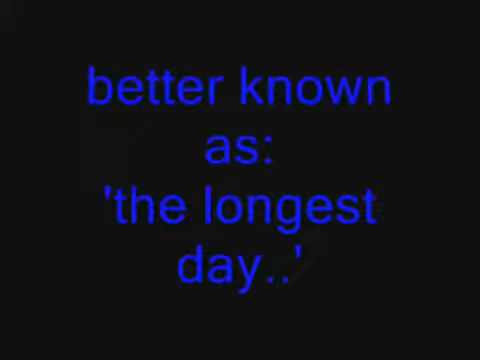 better known
as:
'the longest
day..'